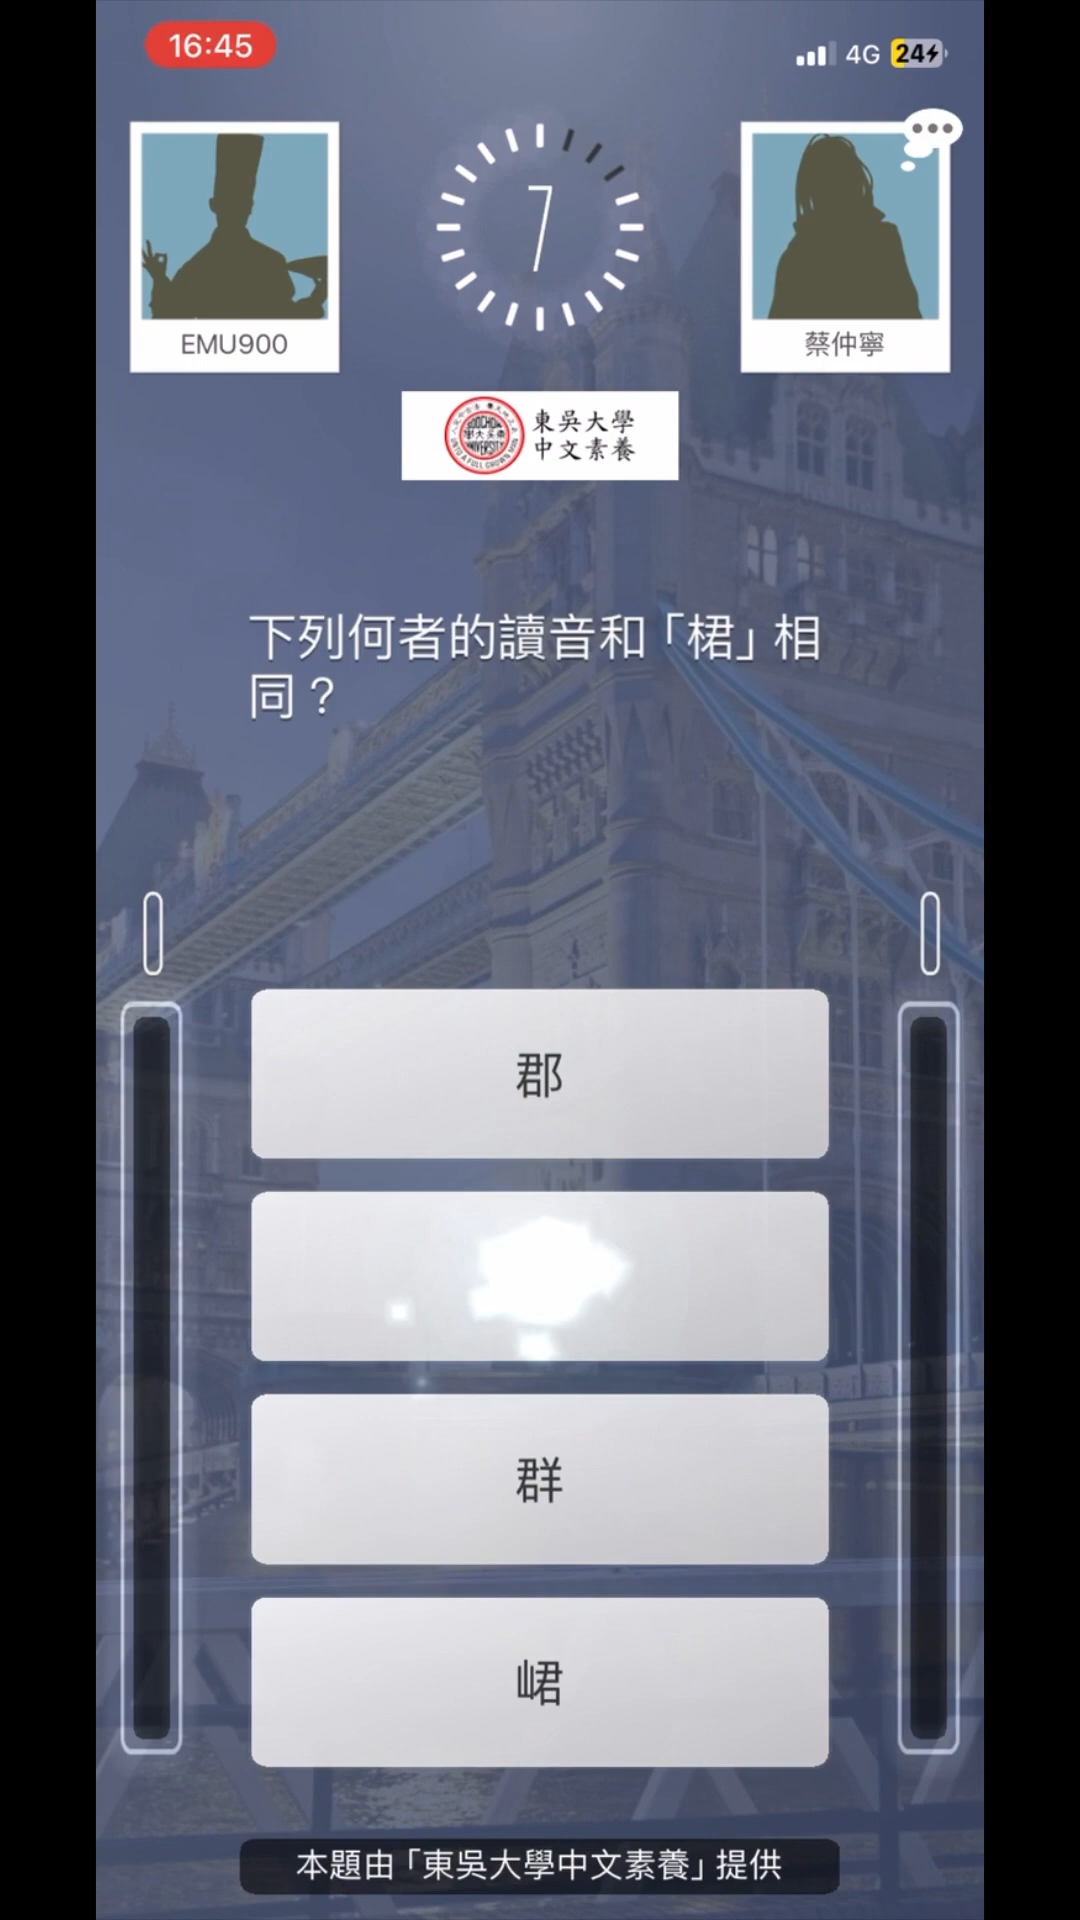 16:45
4G
24
7
EMU900
蔡仲寧
東吳大學
中文素養
下列何者的讀音和「桾」相
同？
0
0
郡
群
峮
本題由「東吳大學中文素養」提供